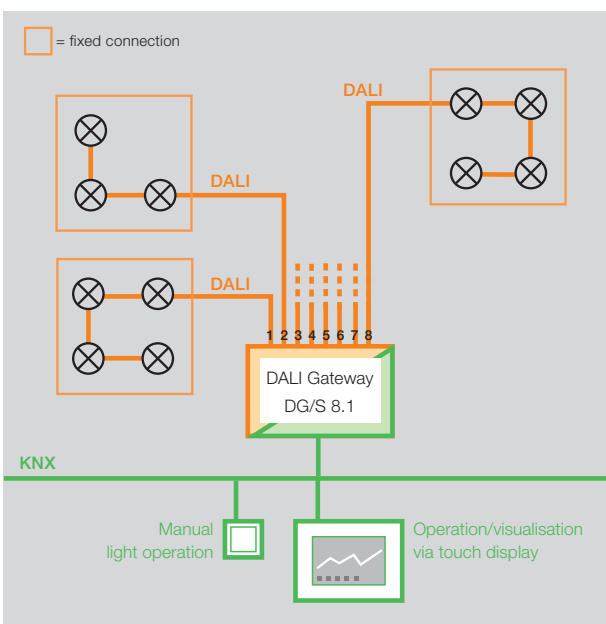 = fixed connection
DALI
DALI
DALI
1 2 3 4 5 6 7 8
DALI Gateway
DG/S 8.1
KNX
Manual
light operation
Operation/visualisation
via touch display